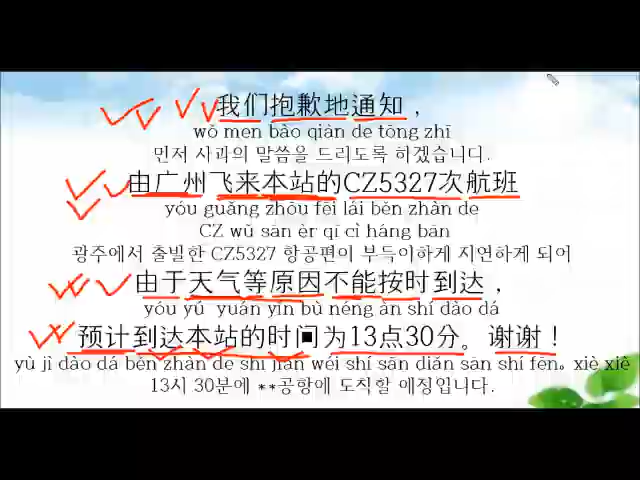 我们抱歉地通知，
wǒ men bào qiàn de tōng zhī
먼저 사과의 말씀을 드리도록 하겠습니다.
由广州飞来本站的CZ5327次航班
yóu guǎng zhōu fēi lái běn zhàn de
CZ wǔ sān èr qī cì háng bān
광주에서 출빌한 CZ5327 항공편이 부득이하게 지연하게 되어
由于天气等原因不能按时到达，
yóu yú yuán yīn bù néng àn shí dào dá
预计到达本站的时间为13点30分。谢谢！
yù jì dào dá běn zhàn de shí jiān wéi shí sān diǎn sān shí fēn。xiè xiè
13시 30분에 **공항에 도착할 예정입니다.